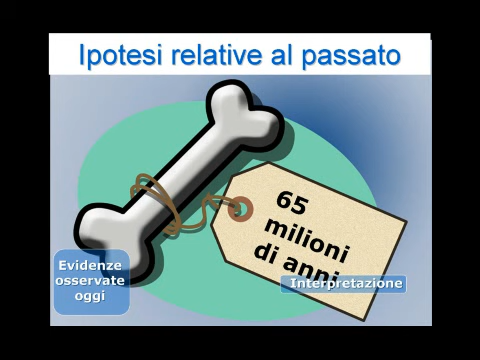 Ipotesi relative al passato
65
milioni
di anni
Evidenze
osservate
oggi
Interpretazione